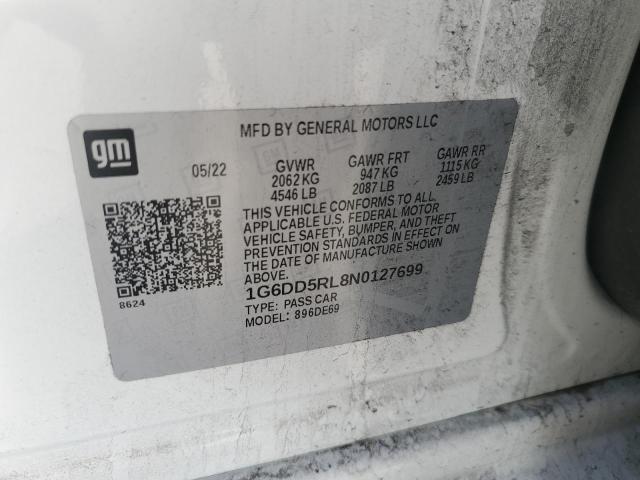 gm
MFD BY GENERAL MOTORS LLC
05/22 GVWR GAWR FRT GAWR RR
2062 KG 947 KG 1115 KG
4546 LB 2087 LB 2459 LB
THIS VEHICLE CONFORMS TO ALL
APPLICABLE U.S. FEDERAL MOTOR
VEHICLE SAFETY, BUMPER, AND THEFT
PREVENTION STANDARDS IN EFFECT ON
THE DATE OF MANUFACTURE SHOWN
ABOVE.
8624
1G6DD5RL8N0127699
TYPE: PASS CAR
MODEL: 896DE69